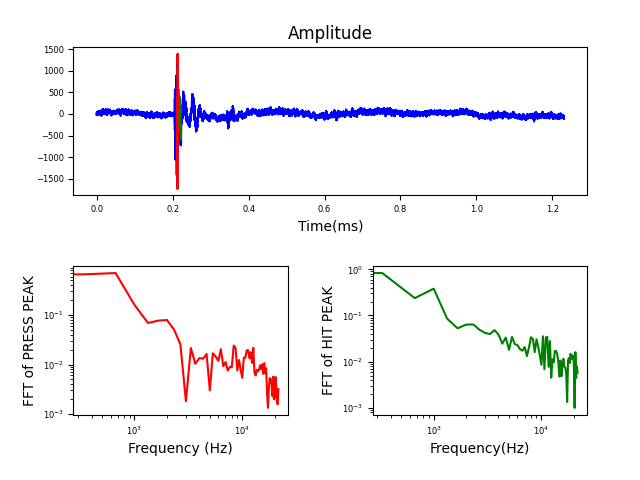 Amplitude
1500
1000
500
0
−500
−1000
−1500
0.0 0.2 0.4 0.6 0.8 1.0 1.2
Time(ms)
FFT of PRESS PEAK
10⁻¹
10⁻²
10⁻³
10³ 10⁴
Frequency (Hz)
FFT of HIT PEAK
10⁰
10⁻¹
10⁻²
10⁻³
10³ 10⁴
Frequency(Hz)